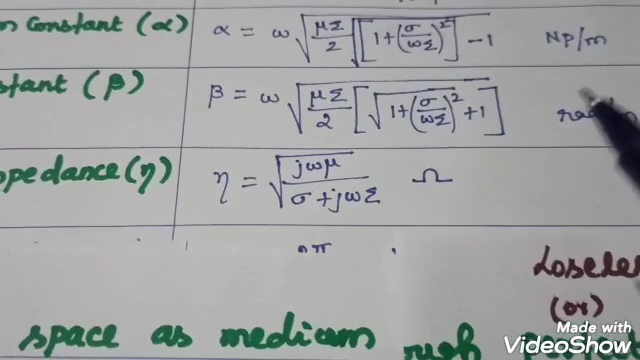 n Constant (α) α = ω √(με/2 [√[1+(σ/ωε)²] −1 Np/m
stant (β) β = ω √(με/2 [√(1+(σ/ωε)²) +1]
pedance(η) η = √(jωμ / σ+jωε) Ω
Losele
(or)
space as medium
Made with
VideoShow